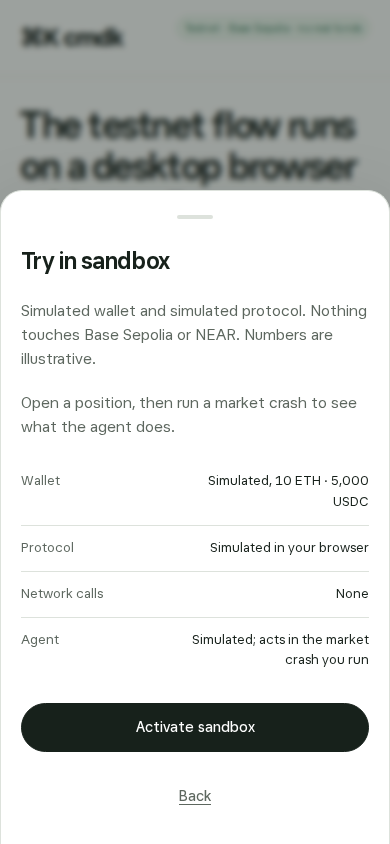 ⌘K cmdk
The testnet flow runs
on a desktop browser
Try in sandbox
Simulated wallet and simulated protocol. Nothing
touches Base Sepolia or NEAR. Numbers are
illustrative.
Open a position, then run a market crash to see
what the agent does.
Wallet
Simulated, 10 ETH · 5,000
USDC
Protocol
Simulated in your browser
Network calls
None
Agent
Simulated; acts in the market
crash you run
Activate sandbox
Back